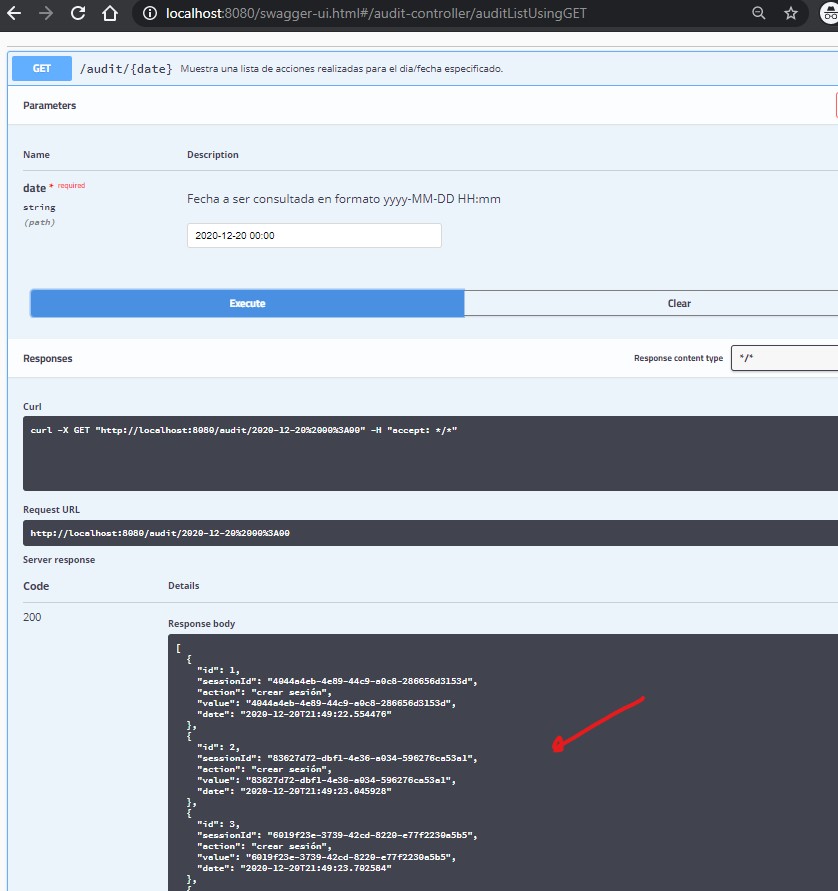 localhost:8080/swagger-ui.html#/audit-controller/auditListUsingGET
GET /audit/{date} Muestra una lista de acciones realizadas para el dia/fecha especificado.
Parameters
Name Description
date * required
string
(path)
Fecha a ser consultada en formato yyyy-MM-DD HH:mm
2020-12-20 00:00
Execute Clear
Responses Response content type */*
Curl
curl -X GET "http://localhost:8080/audit/2020-12-20%2000%3A00" -H "accept: */*"
Request URL
http://localhost:8080/audit/2020-12-20%2000%3A00
Server response
Code Details
200
Response body
[
{
"id": 1,
"sessionId": "4044a4eb-4e89-44c9-a0c8-286656d3153d",
"action": "crear sesión",
"value": "4044a4eb-4e89-44c9-a0c8-286656d3153d",
"date": "2020-12-20T21:49:22.554476"
},
{
"id": 2,
"sessionId": "83627d72-dbf1-4e36-a034-596276ca53a1",
"action": "crear sesión",
"value": "83627d72-dbf1-4e36-a034-596276ca53a1",
"date": "2020-12-20T21:49:23.045928"
},
{
"id": 3,
"sessionId": "6019f23e-3739-42cd-8220-e77f2230a5b5",
"action": "crear sesión",
"value": "6019f23e-3739-42cd-8220-e77f2230a5b5",
"date": "2020-12-20T21:49:23.702584"
},
{